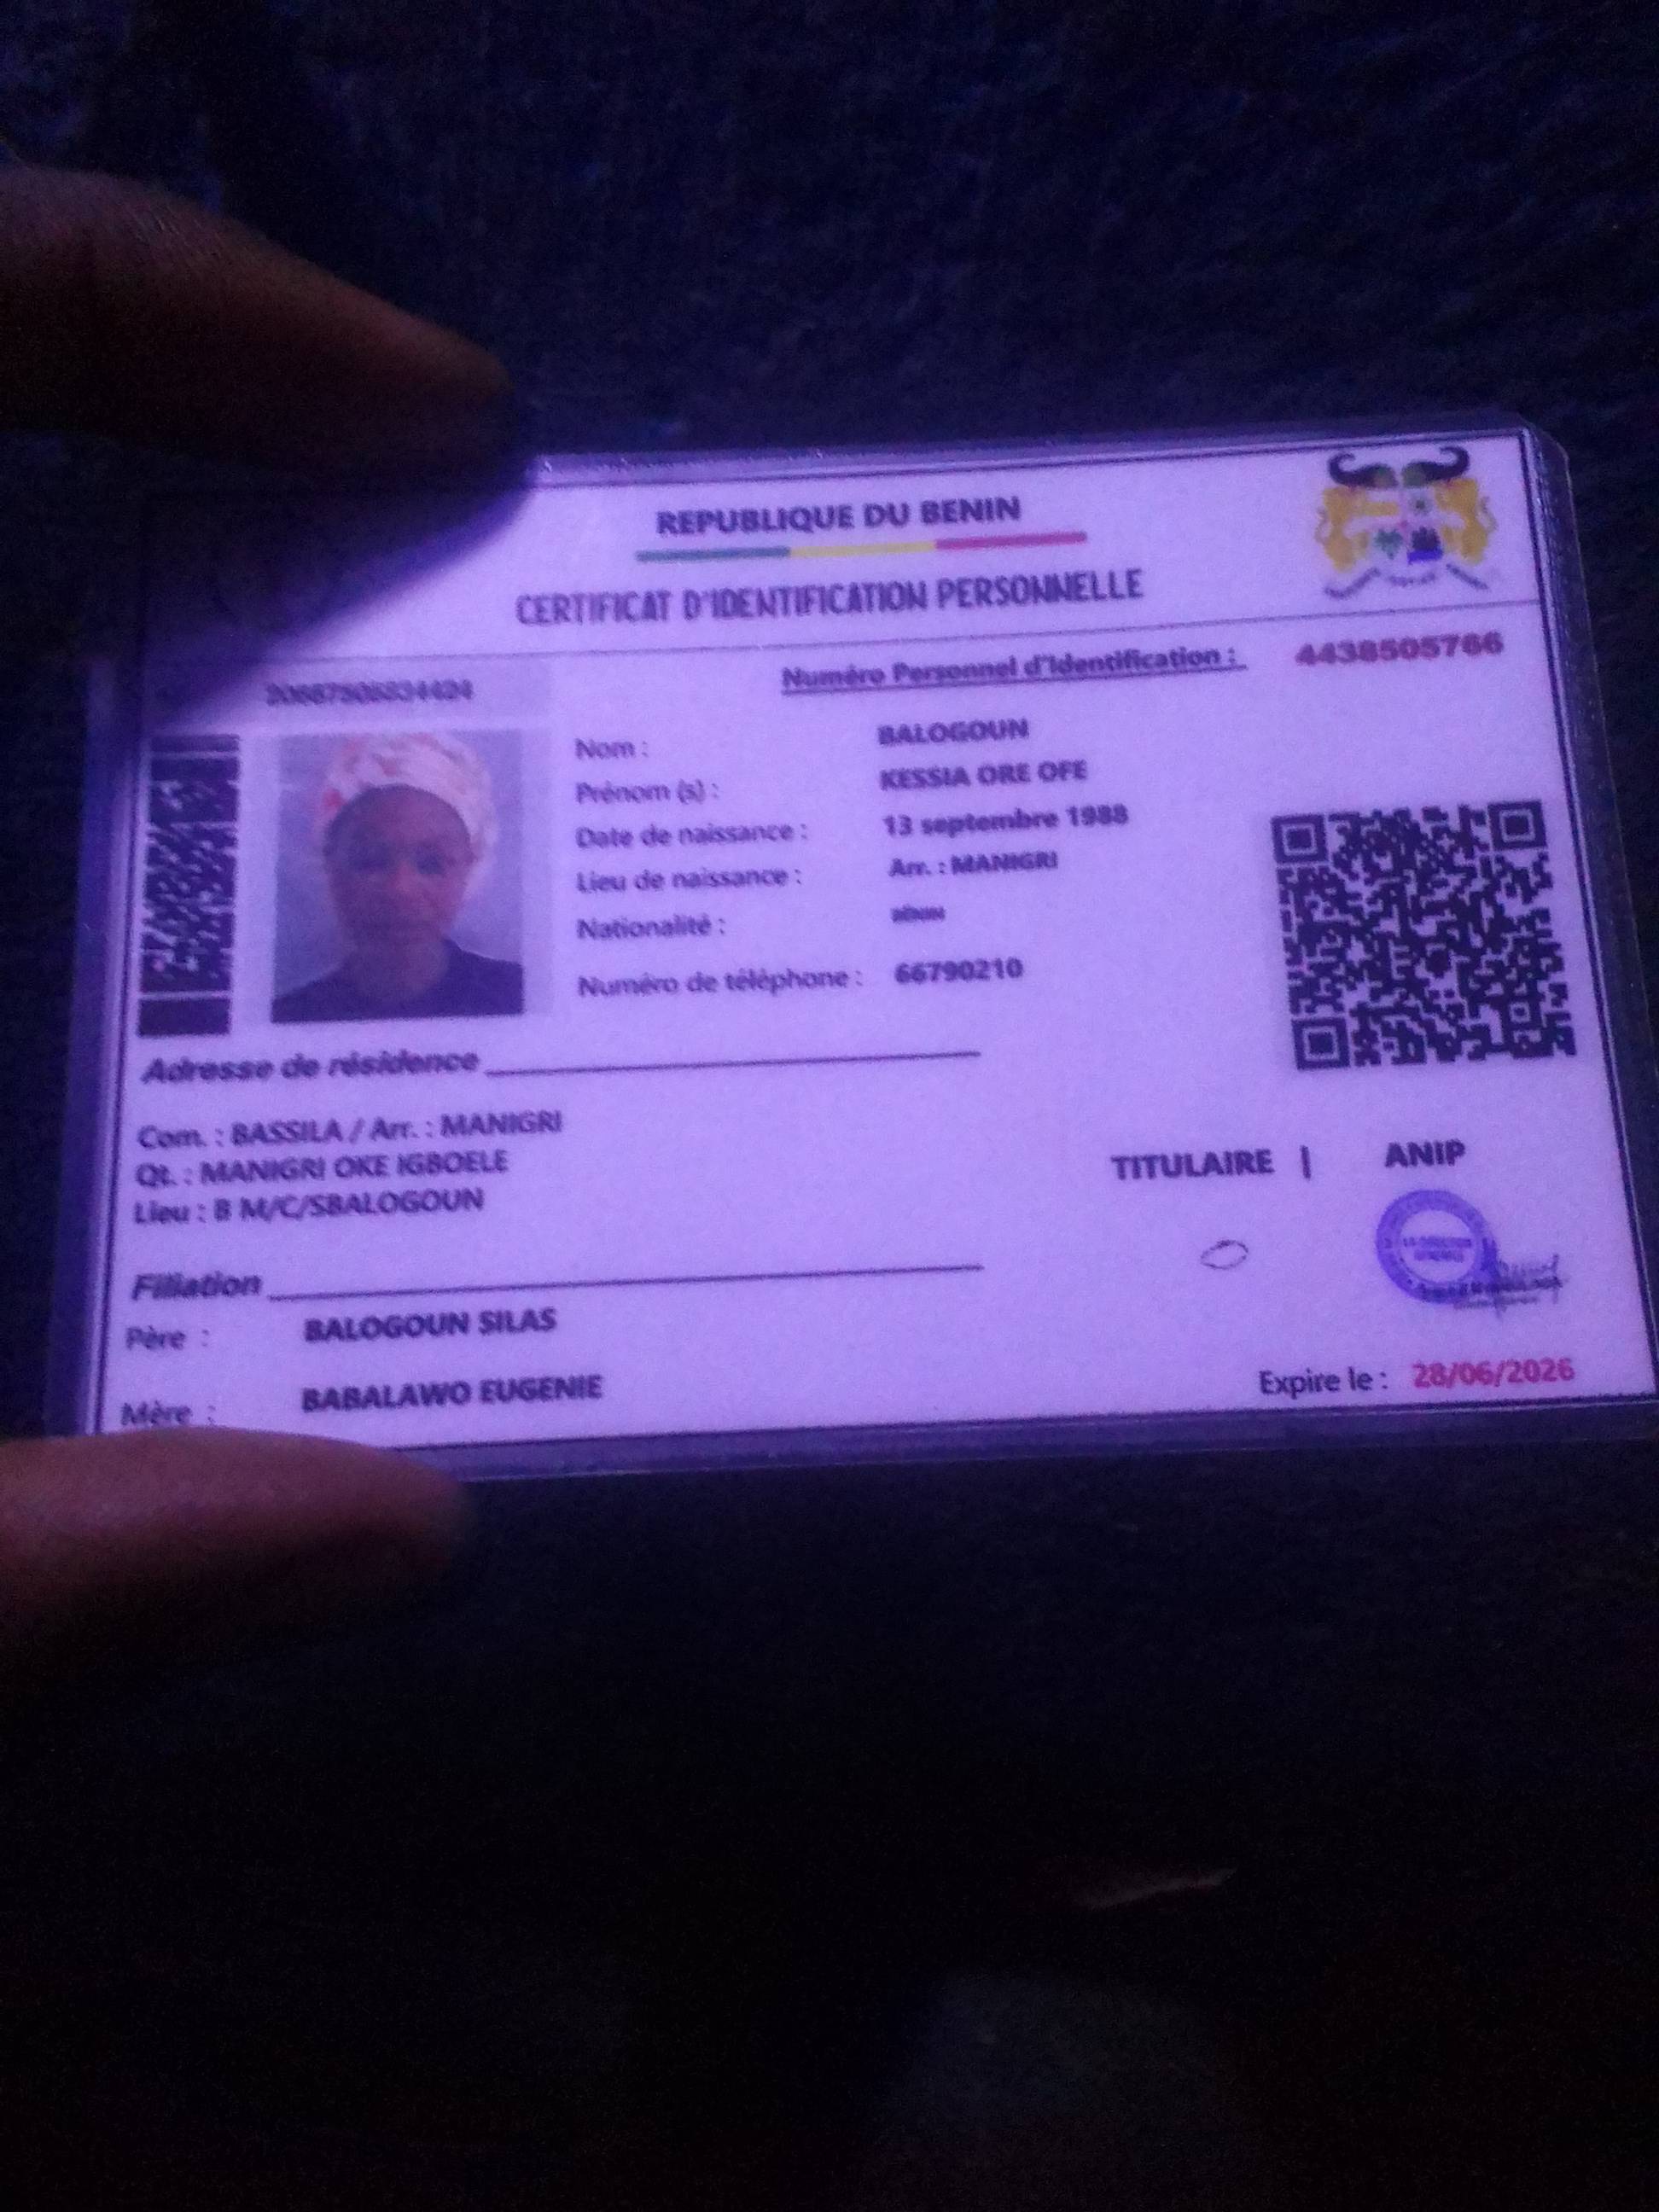 REPUBLIQUE DU BENIN
CERTIFICAT D'IDENTIFICATION PERSONNELLE
Numéro Personnel d'Identification : 4438505766
Nom : BALOGOUN
Prénom (s) : KESSIA ORE OFE
Date de naissance : 13 septembre 1988
Lieu de naissance : Arr. : MANIGRI
Nationalité : BÉNIN
Numéro de téléphone : 66790210
Adresse de résidence
Com. : BASSILA / Arr. : MANIGRI
Qt. : MANIGRI OKE IGBOELE
Lieu : B M/C/SBALOGOUN
TITULAIRE | ANIP
Filiation
Père : BALOGOUN SILAS
Mère : BABALAWO EUGENIE
Expire le : 28/06/2026